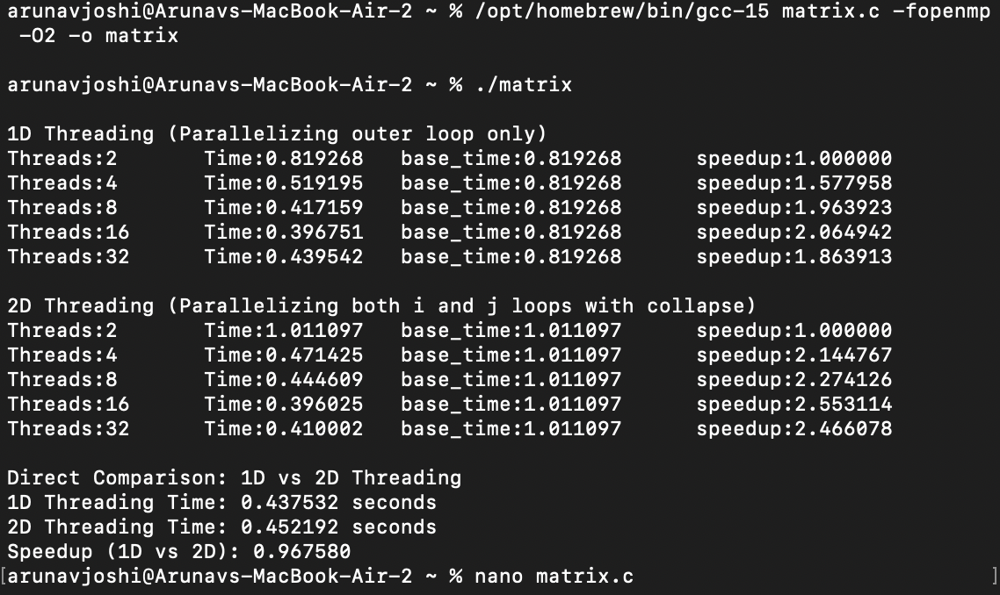 arunavjoshi@Arunavs-MacBook-Air-2 ~ % /opt/homebrew/bin/gcc-15 matrix.c -fopenmp
-O2 -o matrix
arunavjoshi@Arunavs-MacBook-Air-2 ~ % ./matrix
1D Threading (Parallelizing outer loop only)
Threads:2 Time:0.819268 base_time:0.819268 speedup:1.000000
Threads:4 Time:0.519195 base_time:0.819268 speedup:1.577958
Threads:8 Time:0.417159 base_time:0.819268 speedup:1.963923
Threads:16 Time:0.396751 base_time:0.819268 speedup:2.064942
Threads:32 Time:0.439542 base_time:0.819268 speedup:1.863913
2D Threading (Parallelizing both i and j loops with collapse)
Threads:2 Time:1.011097 base_time:1.011097 speedup:1.000000
Threads:4 Time:0.471425 base_time:1.011097 speedup:2.144767
Threads:8 Time:0.444609 base_time:1.011097 speedup:2.274126
Threads:16 Time:0.396025 base_time:1.011097 speedup:2.553114
Threads:32 Time:0.410002 base_time:1.011097 speedup:2.466078
Direct Comparison: 1D vs 2D Threading
1D Threading Time: 0.437532 seconds
2D Threading Time: 0.452192 seconds
Speedup (1D vs 2D): 0.967580
[arunavjoshi@Arunavs-MacBook-Air-2 ~ % nano matrix.c ]